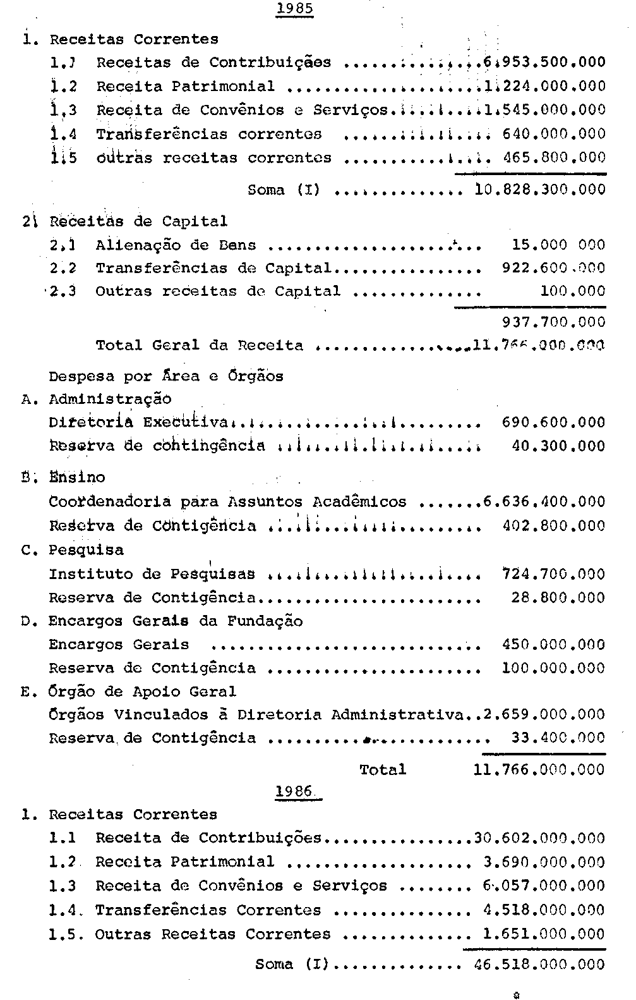 1985
1. Receitas Correntes
1.1 Receitas de Contribuições ..................6.953.500.000
1.2 Receita Patrimonial .....................1.224.000.000
1.3 Receita de Convênios e Serviços..........1.545.000.000
1.4 Transferências correntes ................ 640.000.000
1.5 outras receitas correntes ................ 465.800.000
Soma (I) .............. 10.828.300.000
2. Receitas de Capital
2.1 Alienação de Bens ....................... 15.000 000
2.2 Transferências de Capital................ 922.600.000
2.3 Outras receitas de Capital .............. 100.000
937.700.000
Total Geral da Receita .................11.766.000.000
Despesa por Área e Órgãos
A. Administração
Diretoria Executiva........................... 690.600.000
Reserva de contingência ...................... 40.300.000
B. Ensino
Coordenadoria para Assuntos Acadêmicos .......6.636.400.000
Reserva de Contigência ....................... 402.800.000
C. Pesquisa
Instituto de Pesquisas ....................... 724.700.000
Reserva de Contigência........................ 28.800.000
D. Encargos Gerais da Fundação
Encargos Gerais ............................. 450.000.000
Reserva de Contigência ....................... 100.000.000
E. Órgão de Apoio Geral
Órgãos Vinculados à Diretoria Administrativa..2.659.000.000
Reserva de Contigência ........................ 33.400.000
Total 11.766.000.000
1986
1. Receitas Correntes
1.1 Receita de Contribuições................30.602.000.000
1.2. Receita Patrimonial .................... 3.690.000.000
1.3 Receita de Convênios e Serviços ........ 6.057.000.000
1.4. Transferências Correntes ............... 4.518.000.000
1.5. Outras Receitas Correntes .............. 1.651.000.000
Soma (I).............. 46.518.000.000